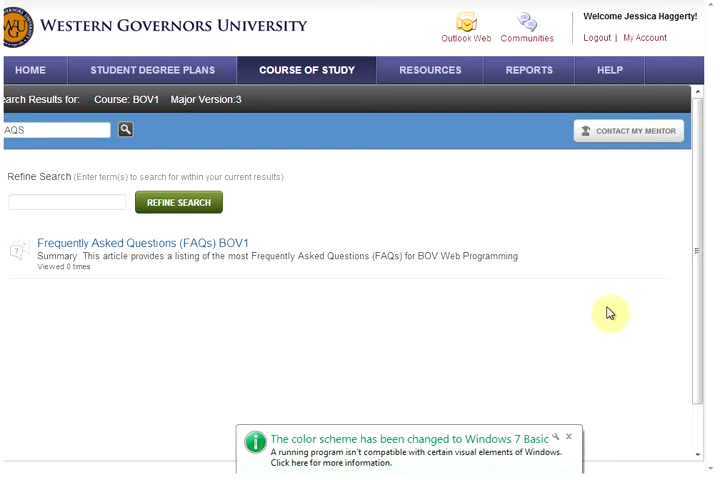 WESTERN GOVERNORS UNIVERSITY
Outlook Web Communities
Welcome Jessica Haggerty!
Logout | My Account
HOME STUDENT DEGREE PLANS COURSE OF STUDY RESOURCES REPORTS HELP
earch Results for: Course: BOV1 Major Version:3
AQS
CONTACT MY MENTOR
Refine Search (Enter term(s) to search for within your current results)
REFINE SEARCH
Frequently Asked Questions (FAQs) BOV1
Summary: This article provides a listing of the most Frequently Asked Questions (FAQs) for BOV Web Programming
Viewed 0 times
The color scheme has been changed to Windows 7 Basic
A running program isn't compatible with certain visual elements of Windows.
Click here for more information.